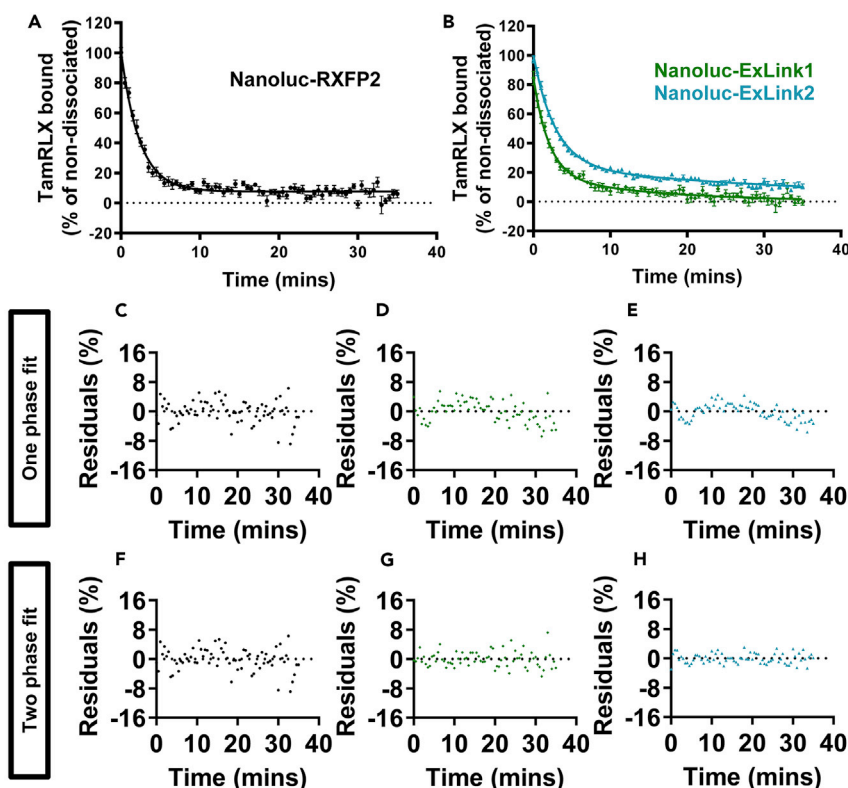 A
TamRLX bound
(% of non-dissociated)
120
100
80
60
40
20
0
20
Nanoluc-RXFP2
0
10
20
30
40
Time (mins)
B
TamRLX bound
(% of non-dissociated)
120
100
80
60
40
20
0
-20
Nanoluc-ExLink1
Nanoluc-ExLink2
0
10
20
30
40
Time (mins)
One phase fit
C
Residuals (%)
16
8
0
-8
-16
0
10
20
30
40
Time (mins)
D
Residuals (%)
16
8
0
-8
-16
0
10
20
30
40
Time (mins)
E
Residuals (%)
16
8
0
-8
-16
0
10
20
30
40
Time (mins)
Two phase fit
F
Residuals (%)
16
8
0
-8
-16
0
10
20
30
40
Time (mins)
G
Residuals (%)
16
8
0
-8
-16
0
10
20
30
40
Time (mins)
H
Residuals (%)
16
8
0
-8
-16
0
10
20
30
40
Time (mins)